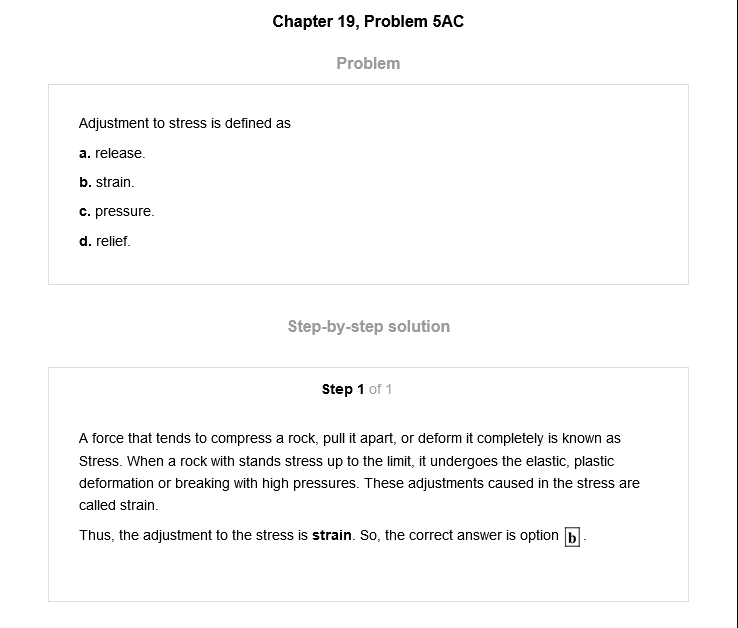 Chapter 19, Problem 5AC
Problem
Adjustment to stress is defined as
a. release.
b. strain.
c. pressure.
d. relief.
Step-by-step solution
Step 1 of 1
A force that tends to compress a rock, pull it apart, or deform it completely is known as
Stress. When a rock with stands stress up to the limit, it undergoes the elastic, plastic
deformation or breaking with high pressures. These adjustments caused in the stress are
called strain.
Thus, the adjustment to the stress is strain. So, the correct answer is option b.